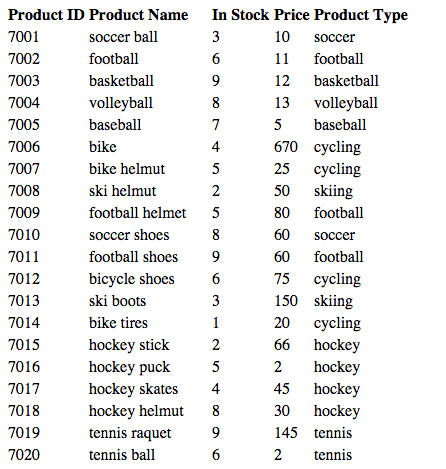 Product ID Product Name In Stock Price Product Type
7001 soccer ball 3 10 soccer
7002 football 6 11 football
7003 basketball 9 12 basketball
7004 volleyball 8 13 volleyball
7005 baseball 7 5 baseball
7006 bike 4 670 cycling
7007 bike helmut 5 25 cycling
7008 ski helmut 2 50 skiing
7009 football helmet 5 80 football
7010 soccer shoes 8 60 soccer
7011 football shoes 9 60 football
7012 bicycle shoes 6 75 cycling
7013 ski boots 3 150 skiing
7014 bike tires 1 20 cycling
7015 hockey stick 2 66 hockey
7016 hockey puck 5 2 hockey
7017 hockey skates 4 45 hockey
7018 hockey helmut 8 30 hockey
7019 tennis raquet 9 145 tennis
7020 tennis ball 6 2 tennis